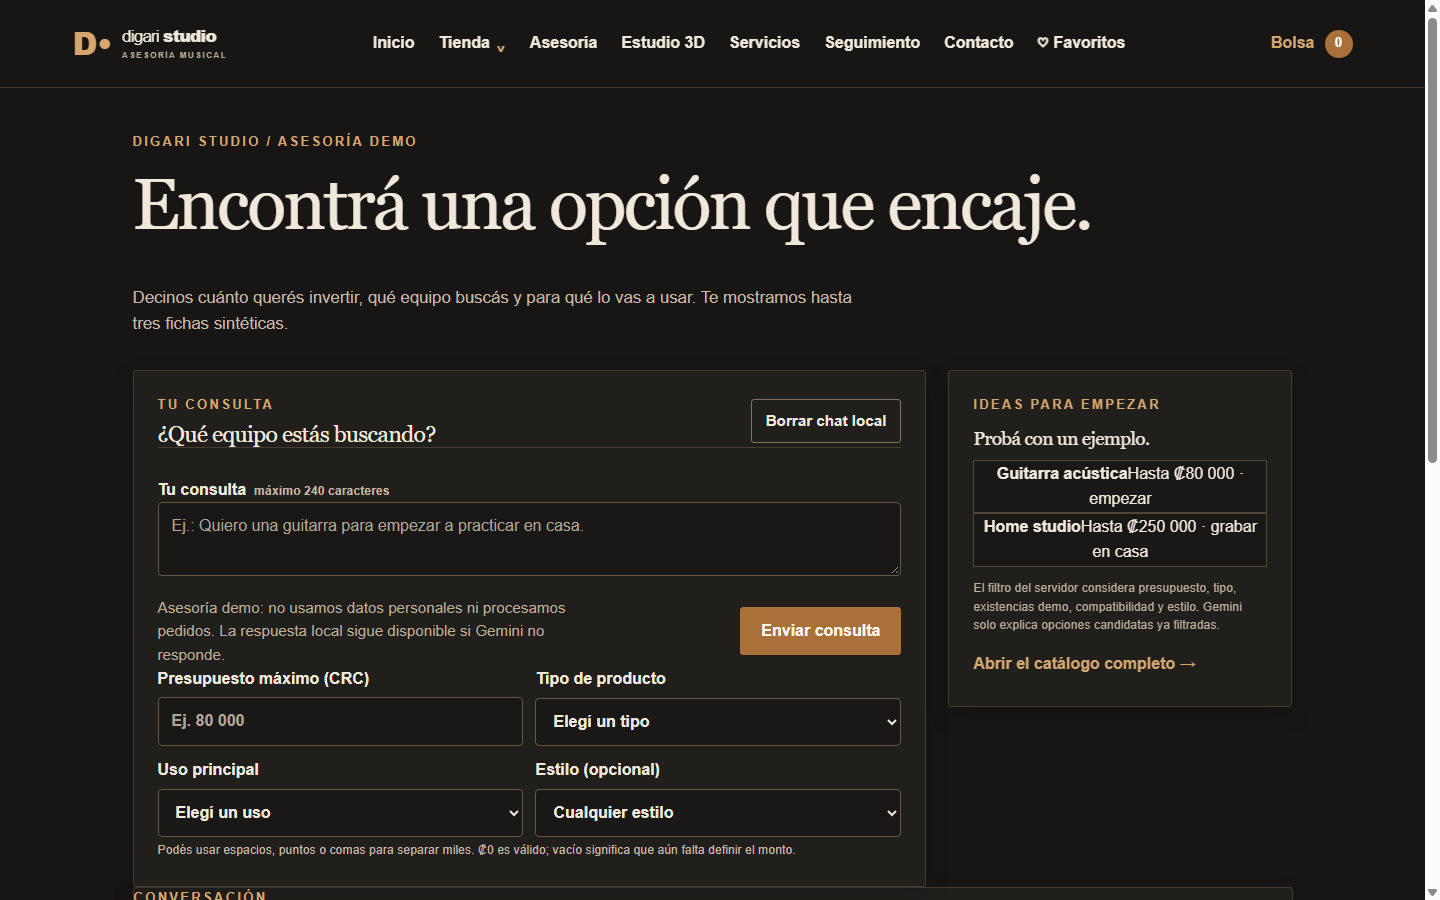 D• digari studio
ASESORÍA MUSICAL
Inicio Tienda v Asesoría Estudio 3D Servicios Seguimiento Contacto ♡ Favoritos
Bolsa 0
DIGARI STUDIO / ASESORÍA DEMO
Encontrá una opción que encaje.
Decinos cuánto querés invertir, qué equipo buscás y para qué lo vas a usar. Te mostramos hasta
tres fichas sintéticas.
TU CONSULTA
¿Qué equipo estás buscando?
Borrar chat local
Tu consulta máximo 240 caracteres
Ej.: Quiero una guitarra para empezar a practicar en casa.
Asesoría demo: no usamos datos personales ni procesamos
pedidos. La respuesta local sigue disponible si Gemini no
responde.
Enviar consulta
Presupuesto máximo (CRC)
Ej. 80 000
Tipo de producto
Elegí un tipo
Uso principal
Elegí un uso
Estilo (opcional)
Cualquier estilo
Podés usar espacios, puntos o comas para separar miles. ₡0 es válido; vacío significa que aún falta definir el monto.
IDEAS PARA EMPEZAR
Probá con un ejemplo.
Guitarra acústicaHasta ₡80 000 ·
empezar
Home studioHasta ₡250 000 · grabar
en casa
El filtro del servidor considera presupuesto, tipo,
existencias demo, compatibilidad y estilo. Gemini
solo explica opciones candidatas ya filtradas.
Abrir el catálogo completo →
CONVERSACIÓN